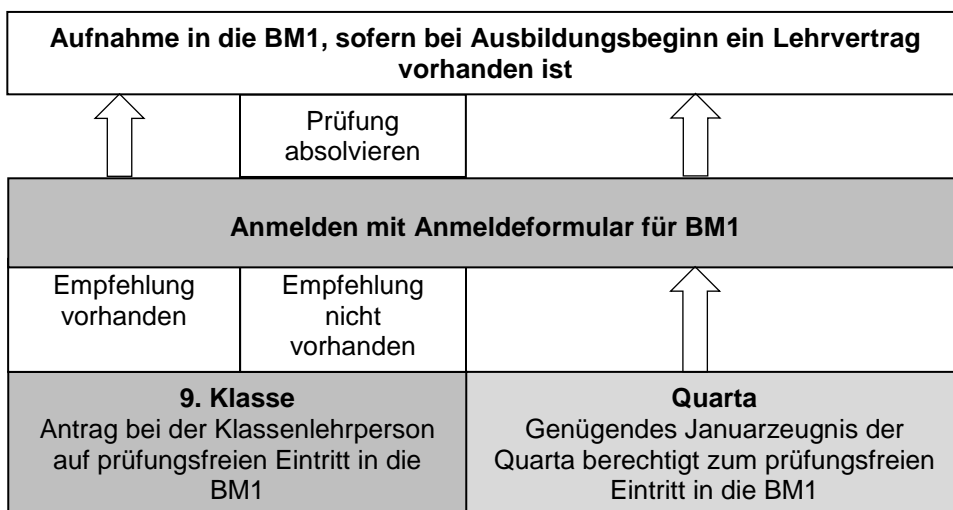 Aufnahme in die BM1, sofern bei Ausbildungsbeginn ein Lehrvertrag
vorhanden ist
Prüfung
absolvieren
Anmelden mit Anmeldeformular für BM1
Empfehlung
vorhanden
Empfehlung
nicht
vorhanden
9. Klasse
Antrag bei der Klassenlehrperson
auf prüfungsfreien Eintritt in die
BM1
Quarta
Genügendes Januarzeugnis der
Quarta berechtigt zum prüfungsfreien
Eintritt in die BM1